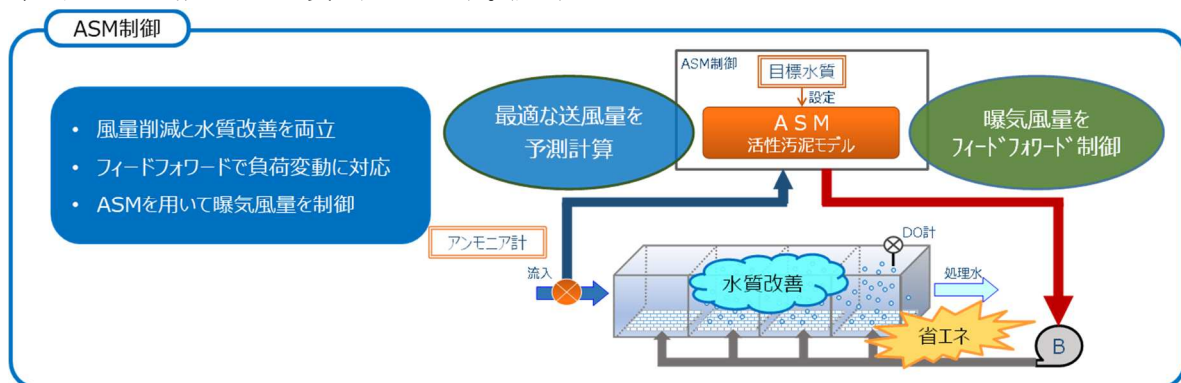 ASM制御
• 風量削減と水質改善を両立
• フィードフォワードで負荷変動に対応
• ASMを用いて曝気風量を制御
最適な送風量を
予測計算
ASM制御
目標水質
設定
ASM
活性汚泥モデル
曝気風量を
フィードフォワード制御
アンモニア計
流入
水質改善
DO計
処理水
省エネ
B